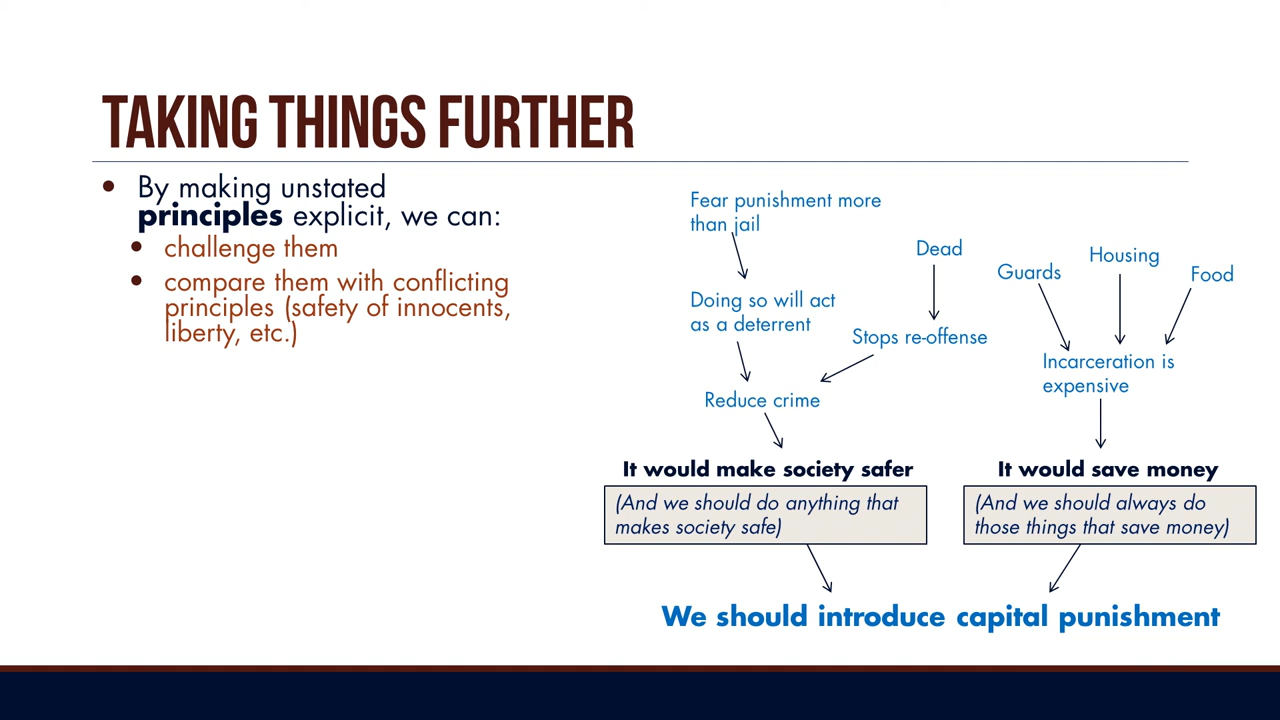 TAKING THINGS FURTHER
• By making unstated
principles explicit, we can:
• challenge them
• compare them with conflicting
principles (safety of innocents,
liberty, etc.)
Fear punishment more
than jail
Doing so will act
as a deterrent
Dead
Stops re-offense
Reduce crime
It would make society safer
(And we should do anything that
makes society safe)
Guards
Housing
Food
Incarceration is
expensive
It would save money
(And we should always do
those things that save money)
We should introduce capital punishment